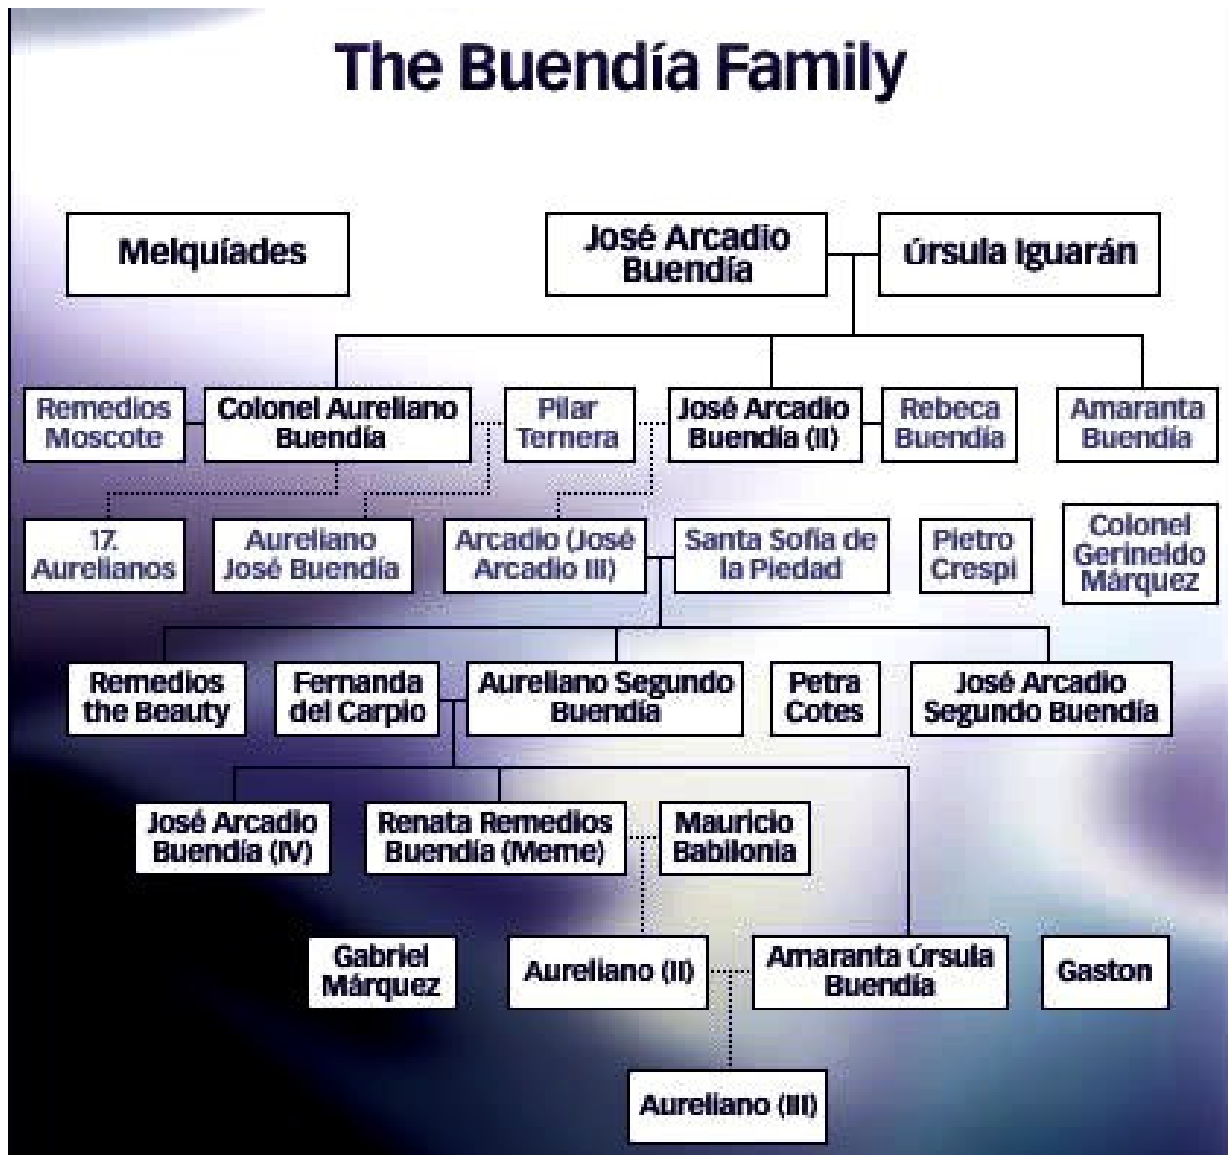 The Buendía Family
Melquíades
José Arcadio
Buendía
Úrsula Iguarán
Remedios
Moscote
Colonel Aureliano
Buendía
Pilar
Ternera
José Arcadio
Buendía (II)
Rebeca
Buendía
Amaranta
Buendía
17.
Aurelianos
Aureliano
José Buendía
Arcadio (José
Arcadio III)
Santa Sofía de
la Piedad
Pietro
Crespi
Colonel
Gerineldo
Márquez
Remedios
the Beauty
Fernanda
del Carpio
Aureliano Segundo
Buendía
Petra
Cotes
José Arcadio
Segundo Buendía
José Arcadio
Buendía (IV)
Renata Remedios
Buendía (Meme)
Mauricio
Babilonia
Gabriel
Márquez
Aureliano (II)
Amaranta Úrsula
Buendía
Gaston
Aureliano (III)